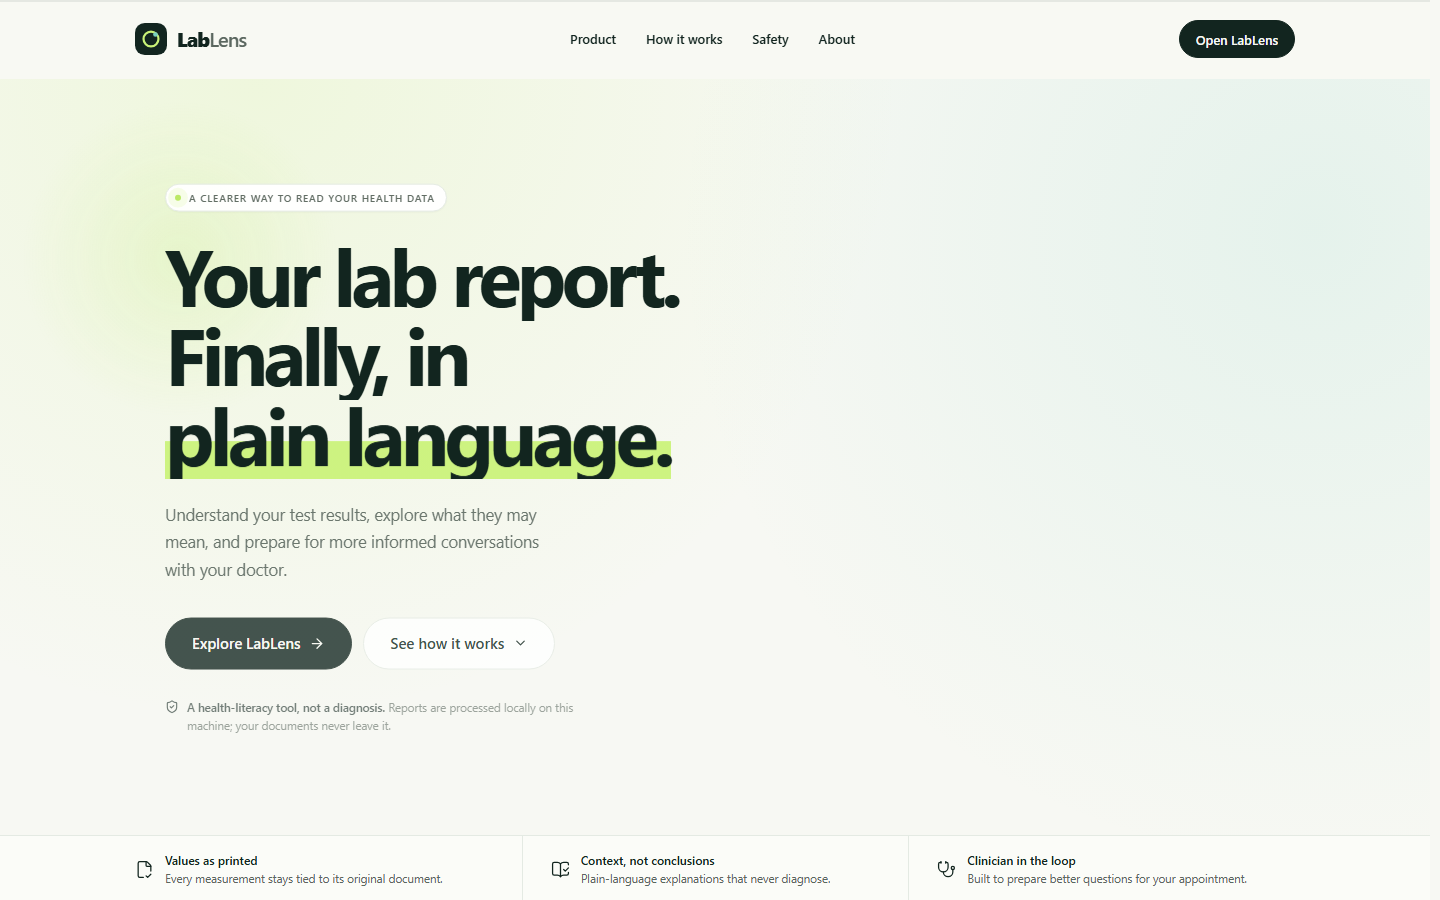 LabLens
Product
How it works
Safety
About
Open LabLens
A CLEARER WAY TO READ YOUR HEALTH DATA
Your lab report.
Finally, in
plain language.
Understand your test results, explore what they may
mean, and prepare for more informed conversations
with your doctor.
Explore LabLens
See how it works
A health-literacy tool, not a diagnosis. Reports are processed locally on this
machine; your documents never leave it.
Values as printed
Every measurement stays tied to its original document.
Context, not conclusions
Plain-language explanations that never diagnose.
Clinician in the loop
Built to prepare better questions for your appointment.